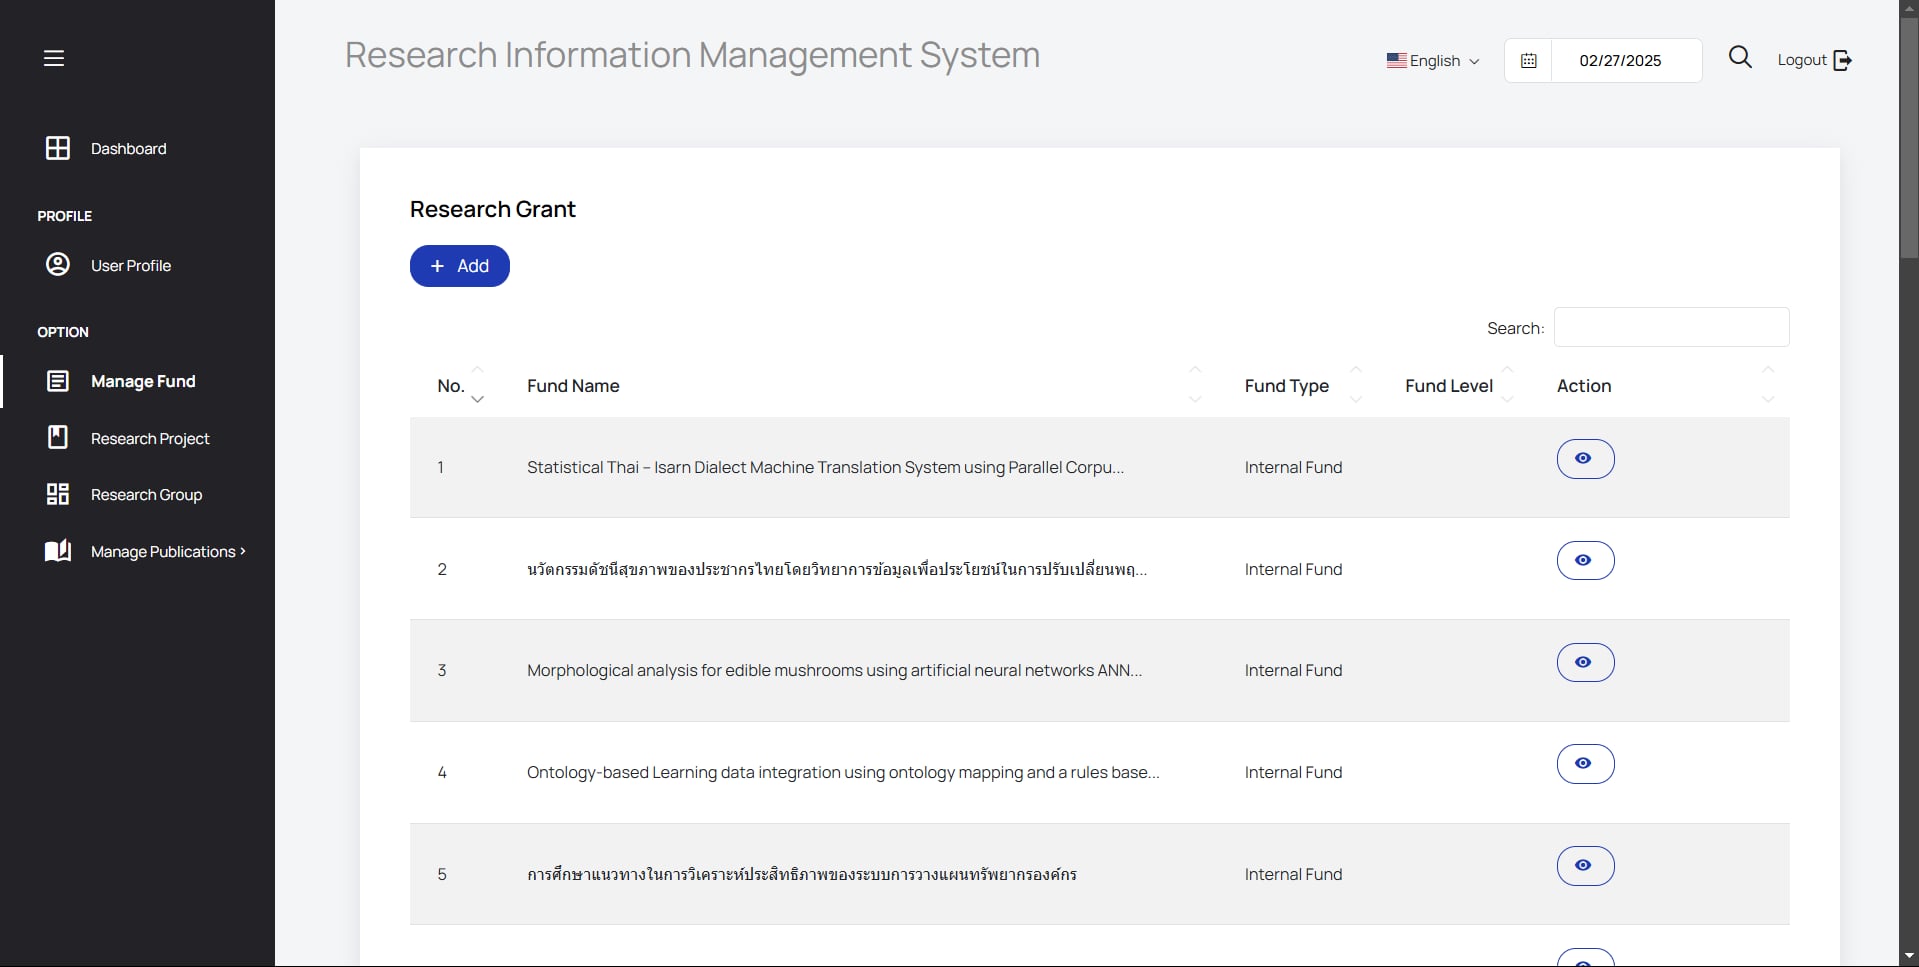 Research Information Management System
English
02/27/2025
Logout
Dashboard
PROFILE
User Profile
OPTION
Manage Fund
Research Project
Research Group
Manage Publications
Research Grant
+ Add
Search:
No. Fund Name Fund Type Fund Level Action
1 Statistical Thai – Isarn Dialect Machine Translation System using Parallel Corpu... Internal Fund
2 นวัตกรรมดัชนีสุขภาพของประชากรไทยโดยวิทยาการข้อมูลเพื่อประโยชน์ในการปรับเปลี่ยนพฤ... Internal Fund
3 Morphological analysis for edible mushrooms using artificial neural networks ANN... Internal Fund
4 Ontology-based Learning data integration using ontology mapping and a rules base... Internal Fund
5 การศึกษาแนวทางในการวิเคราะห์ประสิทธิภาพของระบบการวางแผนทรัพยากรองค์กร Internal Fund